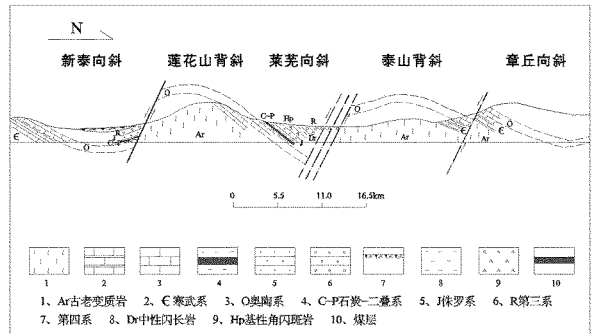 N
新泰向斜 莲花山背斜 莱芜向斜 泰山背斜 章丘向斜
O O
C-P Hp R O
Є R J Dr Є Є
O C-P Ar J Ar Ar
0 5.5 11.0 16.5km
1 2 3 4 5 6 7 8 9 10
1、Ar古老变质岩 2、Є寒武系 3、O奥陶系 4、C-P石炭-二叠系 5、J侏罗系 6、R第三系
7、第四系 8、Dr中性闪长岩 9、Hp基性角闪斑岩 10、煤层